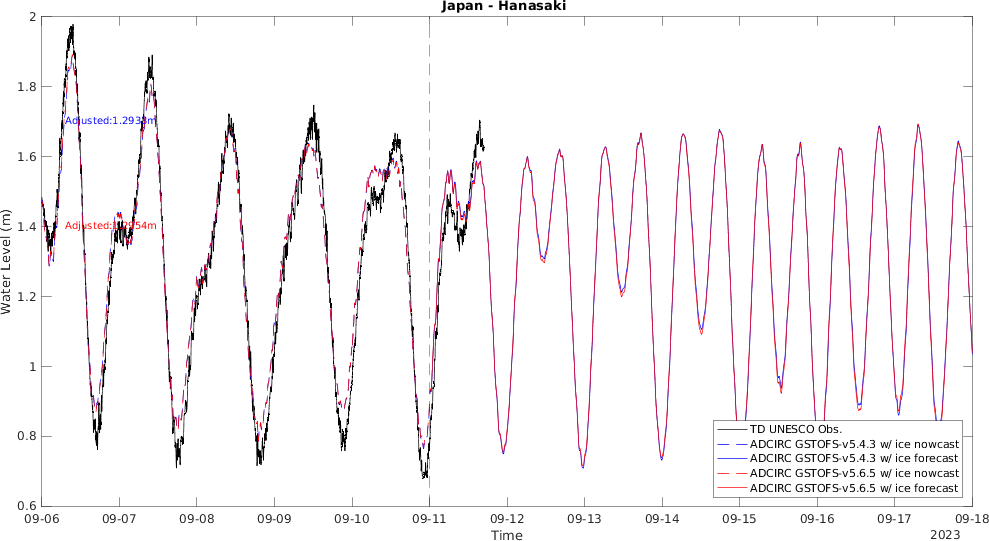 Japan - Hanasaki
2
1.8
1.6
1.4
1.2
1
0.8
0.6
Water Level (m)
Adjusted:1.2933m
Adjusted:1.2954m
09-06 09-07 09-08 09-09 09-10 09-11 09-12 09-13 09-14 09-15 09-16 09-17 09-18
Time
2023
TD UNESCO Obs.
ADCIRC GSTOFS-v5.4.3 w/ ice nowcast
ADCIRC GSTOFS-v5.4.3 w/ ice forecast
ADCIRC GSTOFS-v5.6.5 w/ ice nowcast
ADCIRC GSTOFS-v5.6.5 w/ ice forecast